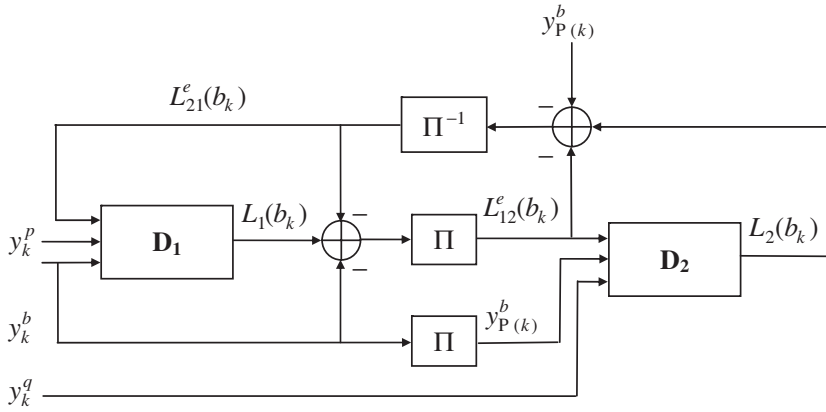 y^b_{P(k)}
L^e_{21}(b_k)
−
Π^{−1}
−
L_1(b_k)
−
L^e_{12}(b_k)
y^p_k
D_1
Π
L_2(b_k)
D_2
−
y^b_k
Π
y^b_{P(k)}
y^q_k